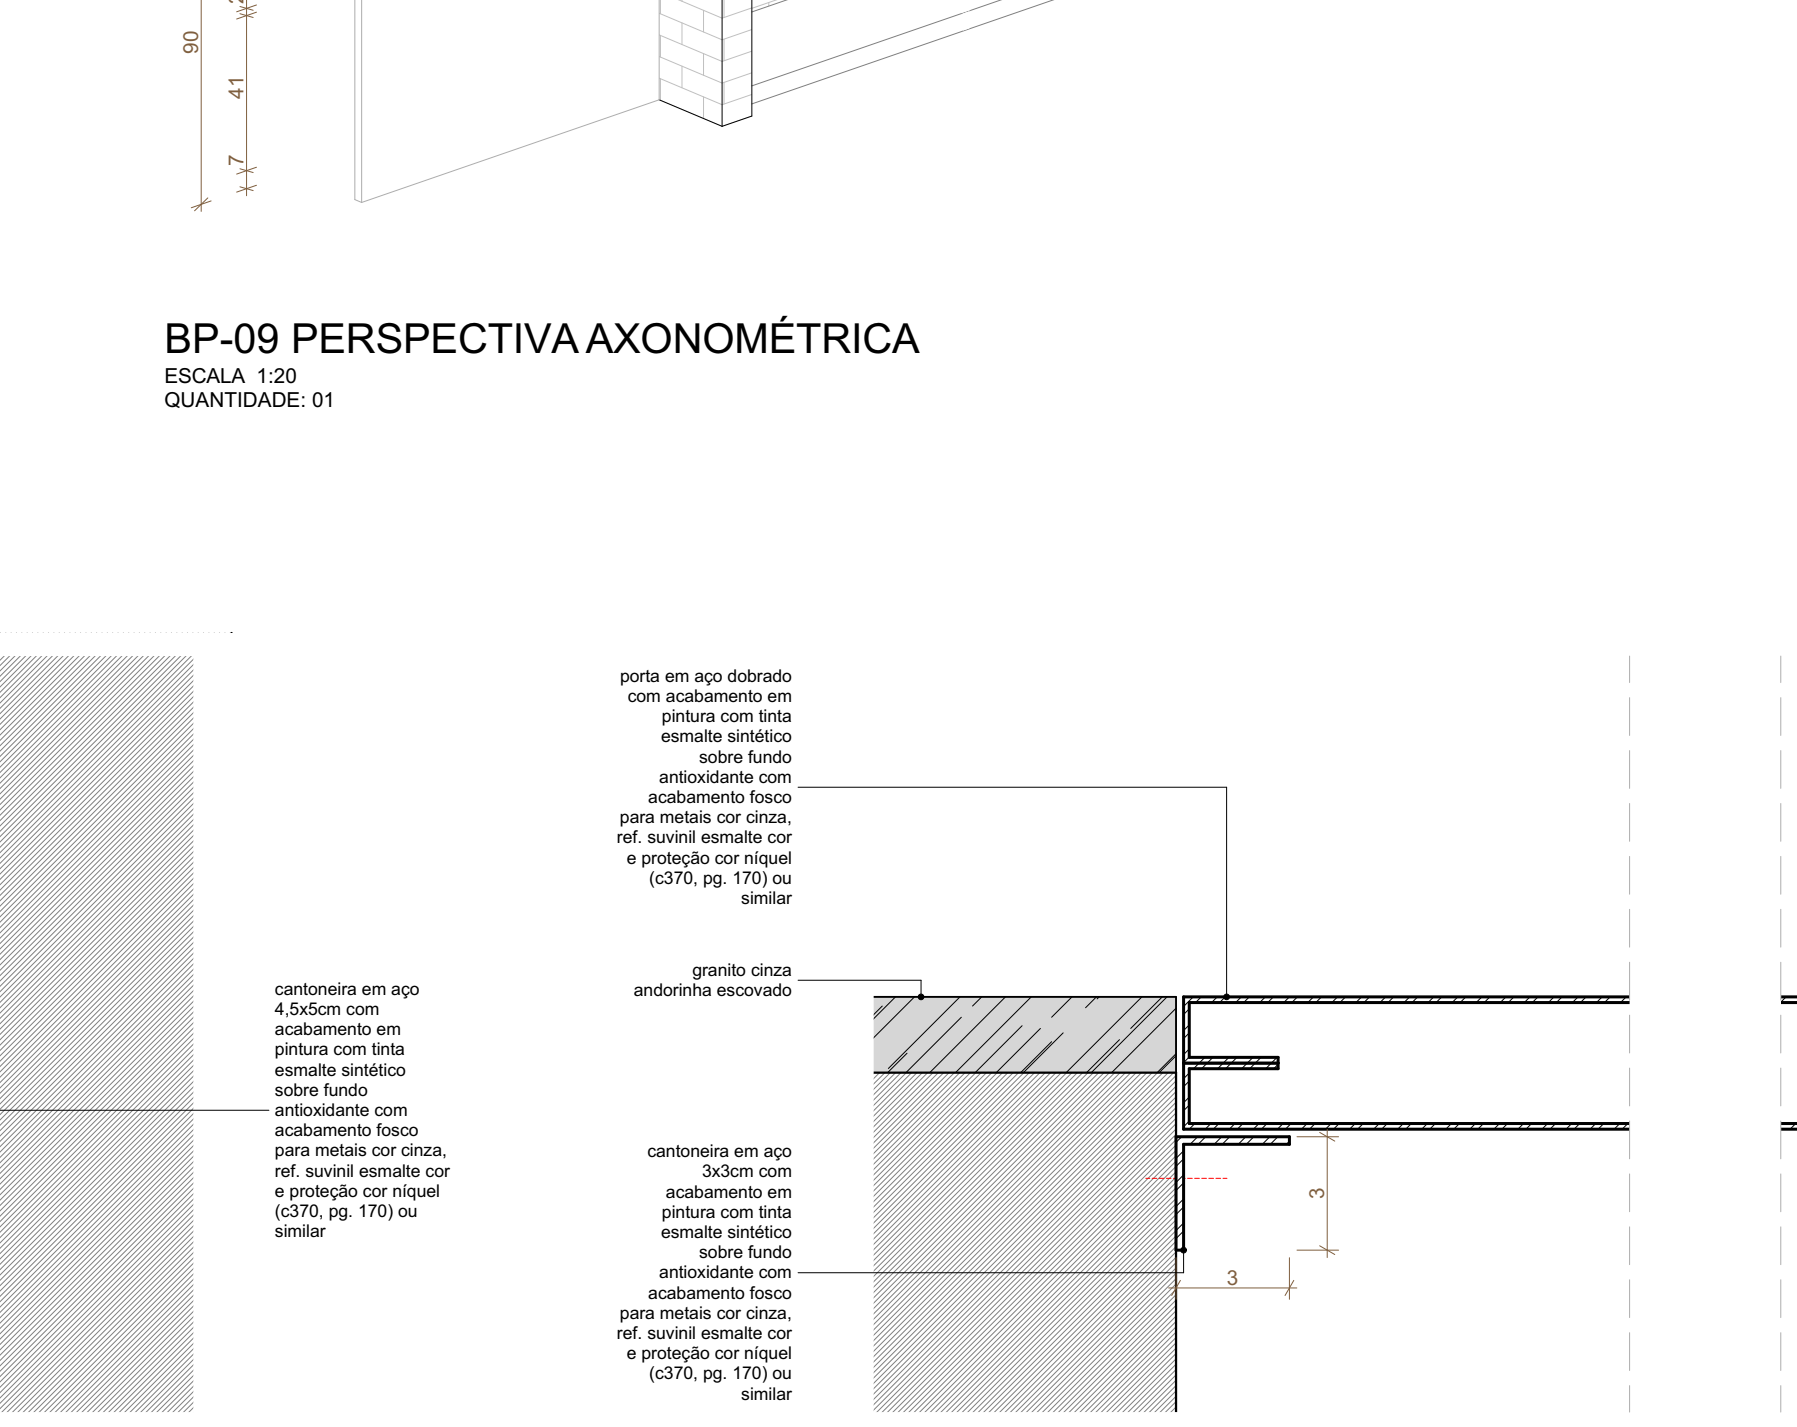 90
41
7
BP-09 PERSPECTIVA AXONOMÉTRICA
ESCALA 1:20
QUANTIDADE: 01
porta em aço dobrado
com acabamento em
pintura com tinta
esmalte sintético
sobre fundo
antioxidante com
acabamento fosco
para metais cor cinza,
ref. suvinil esmalte cor
e proteção cor níquel
(c370, pg. 170) ou
similar
granito cinza
andorinha escovado
cantoneira em aço
4,5x5cm com
acabamento em
pintura com tinta
esmalte sintético
sobre fundo
antioxidante com
acabamento fosco
para metais cor cinza,
ref. suvinil esmalte cor
e proteção cor níquel
(c370, pg. 170) ou
similar
cantoneira em aço
3x3cm com
acabamento em
pintura com tinta
esmalte sintético
sobre fundo
antioxidante com
acabamento fosco
para metais cor cinza,
ref. suvinil esmalte cor
e proteção cor níquel
(c370, pg. 170) ou
similar
3
3